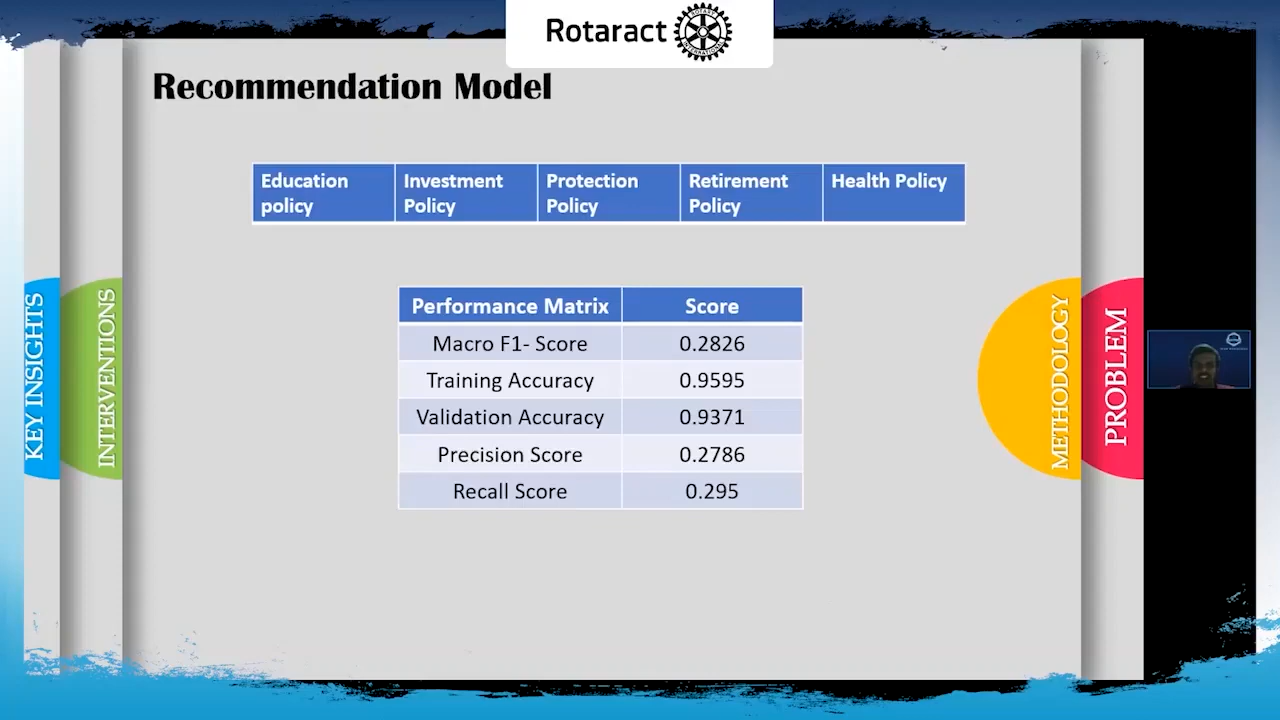 Rotaract
Recommendation Model
Education policy
Investment Policy
Protection Policy
Retirement Policy
Health Policy
Performance Matrix Score
Macro F1- Score 0.2826
Training Accuracy 0.9595
Validation Accuracy 0.9371
Precision Score 0.2786
Recall Score 0.295
KEY INSIGHTS
INTERVENTIONS
METHODOLOGY
PROBLEM